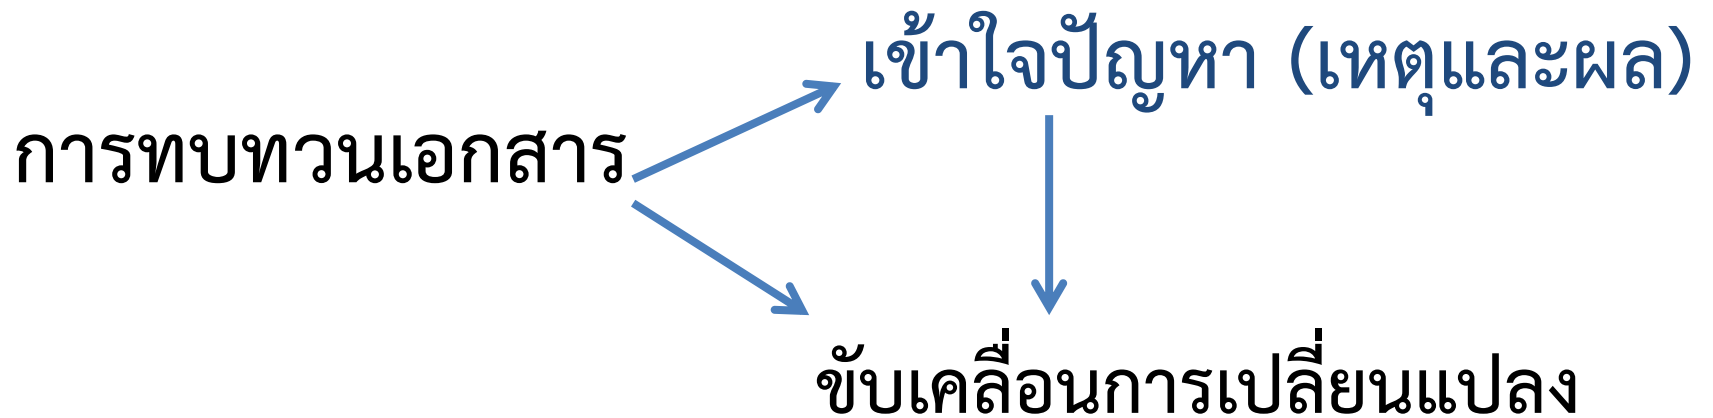 เข้าใจปัญหา (เหตุและผล)
การทบทวนเอกสาร
ขับเคลื่อนการเปลี่ยนแปลง